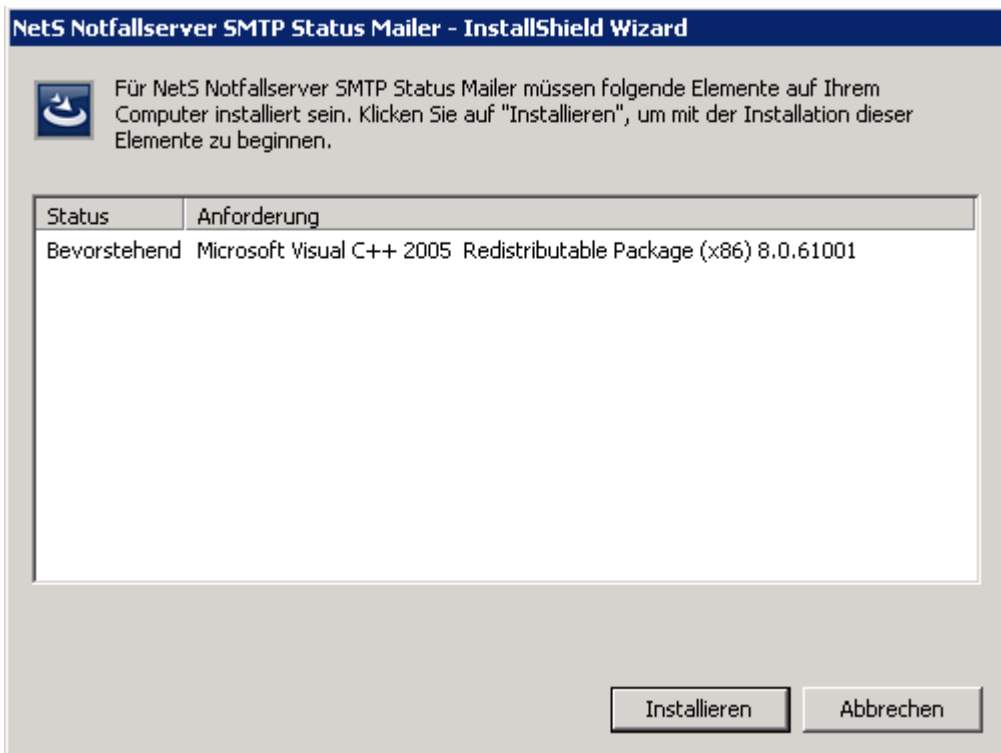 NetS Notfallserver SMTP Status Mailer - InstallShield Wizard
Für NetS Notfallserver SMTP Status Mailer müssen folgende Elemente auf Ihrem
Computer installiert sein. Klicken Sie auf "Installieren", um mit der Installation dieser
Elemente zu beginnen.
Status Anforderung
Bevorstehend Microsoft Visual C++ 2005 Redistributable Package (x86) 8.0.61001
Installieren Abbrechen